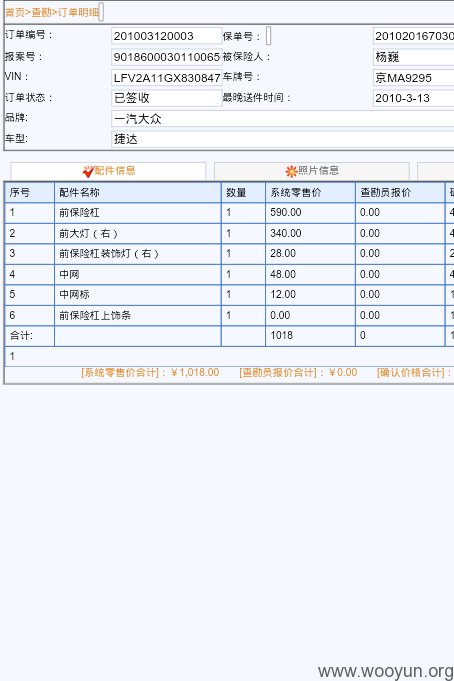 首页>查勘>订单明细
订单编号： 201003120003 保单号： 201020167030
报案号： 9018600030110065 被保险人： 杨巍
VIN： LFV2A11GX830847 车牌号： 京MA9295
订单状态： 已签收 最晚送件时间： 2010-3-13
品牌: 一汽大众
车型: 捷达
配件信息 照片信息
序号 配件名称 数量 系统零售价 查勘员报价
1 前保险杠 1 590.00 0.00 4
2 前大灯（右） 1 340.00 0.00 4
3 前保险杠装饰灯（右） 1 28.00 0.00 2
4 中网 1 48.00 0.00 4
5 中网标 1 12.00 0.00 1
6 前保险杠上饰条 1 0.00 0.00 1
合计: 1018 0 1
1
[系统零售价合计]：￥1,018.00 [查勘员报价合计]：￥0.00 [确认价格合计]：
www.wooyun.org